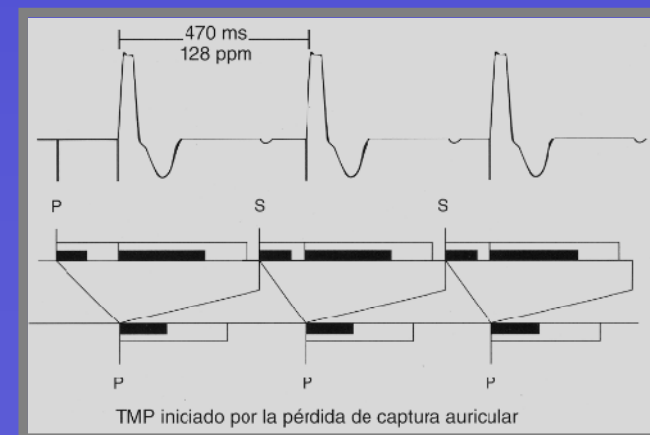 470 ms
128 ppm
P S S
P P P
TMP iniciado por la pérdida de captura auricular